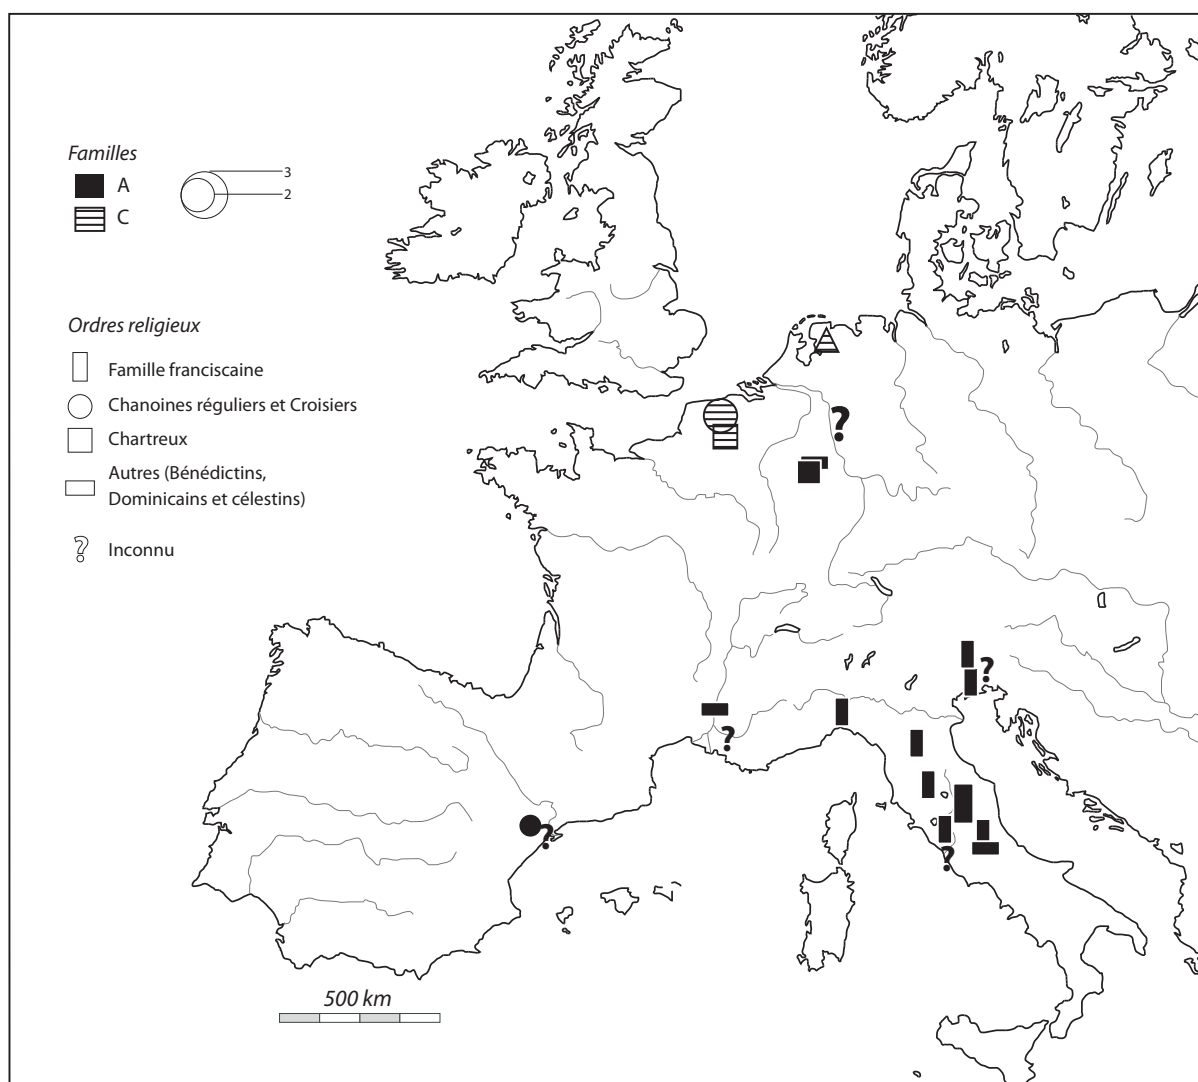 Familles
A
C
3
2
Ordres religieux
Famille franciscaine
Chanoines réguliers et Croisiers
Chartreux
Autres (Bénédictins,
Dominicains et célestins)
? Inconnu
?
?
?
?
?
500 km